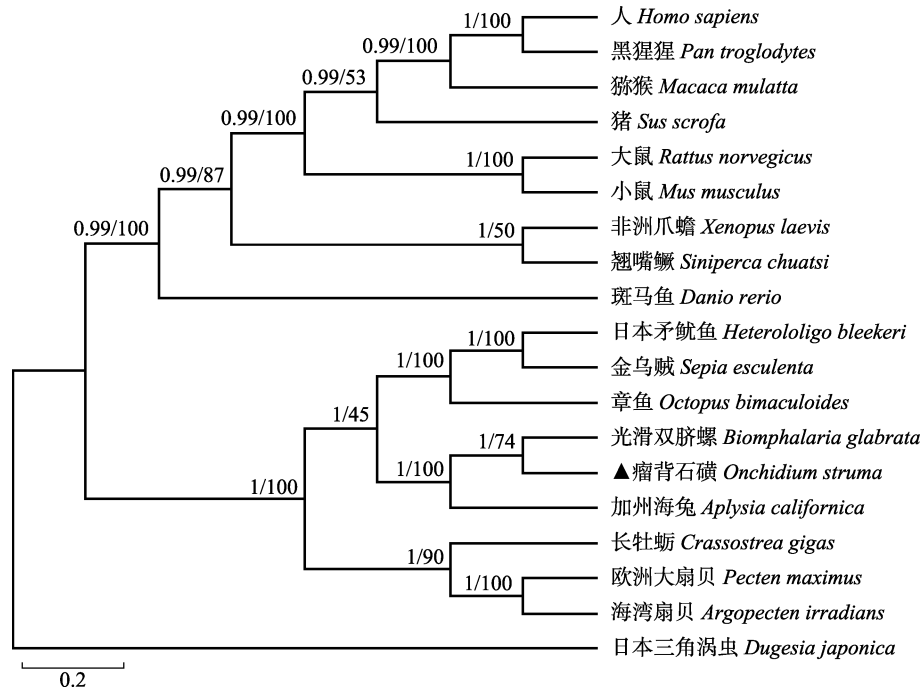 1/100
人 Homo sapiens
0.99/100
黑猩猩 Pan troglodytes
0.99/53
猕猴 Macaca mulatta
0.99/100
猪 Sus scrofa
1/100
大鼠 Rattus norvegicus
0.99/87
小鼠 Mus musculus
0.99/100
1/50
非洲爪蟾 Xenopus laevis
翘嘴鳜 Siniperca chuatsi
斑马鱼 Danio rerio
1/100
日本矛鱿鱼 Heterololigo bleekeri
1/100
金乌贼 Sepia esculenta
章鱼 Octopus bimaculoides
1/45
1/74
光滑双脐螺 Biomphalaria glabrata
1/100
▲瘤背石磺 Onchidium struma
1/100
加州海兔 Aplysia californica
1/90
长牡蛎 Crassostrea gigas
1/100
欧洲大扇贝 Pecten maximus
海湾扇贝 Argopecten irradians
日本三角涡虫 Dugesia japonica
0.2